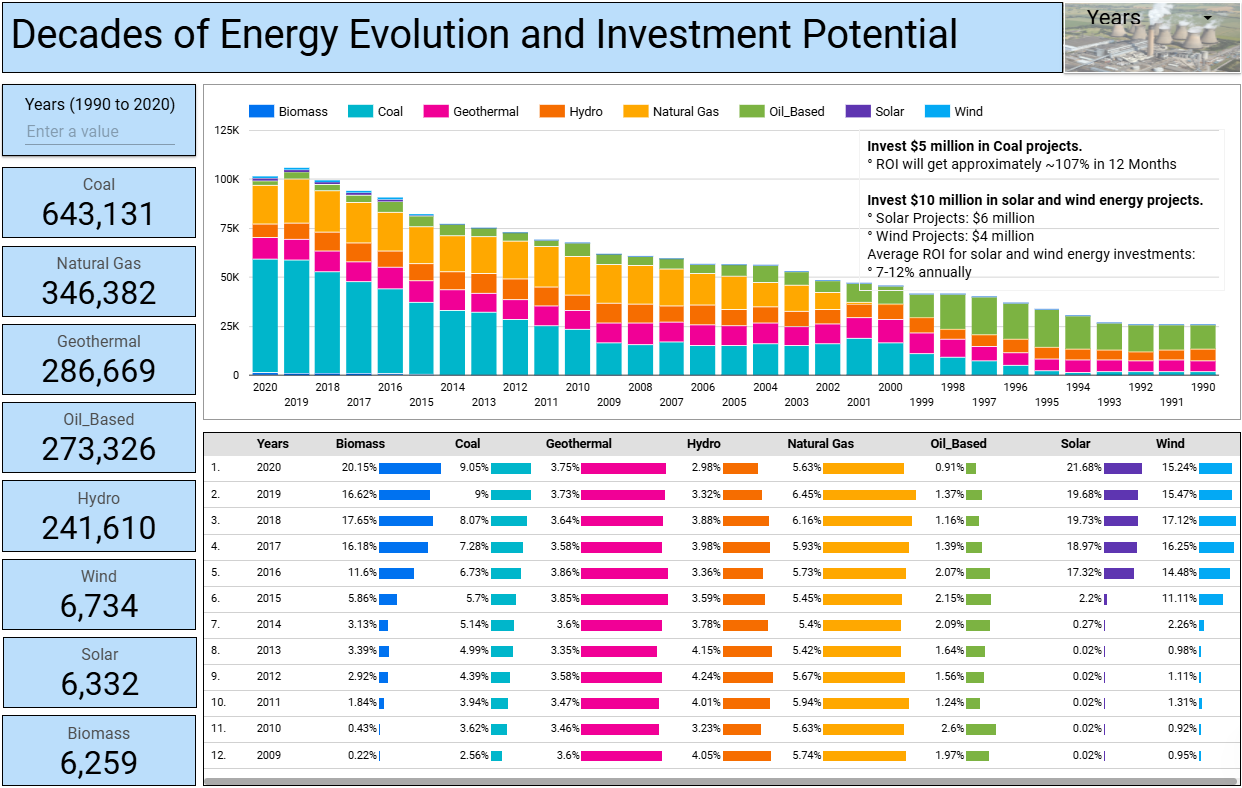 Decades of Energy Evolution and Investment Potential
Years
Years (1990 to 2020)
Enter a value
Coal
643,131
Natural Gas
346,382
Geothermal
286,669
Oil_Based
273,326
Hydro
241,610
Wind
6,734
Solar
6,332
Biomass
6,259
Biomass Coal Geothermal Hydro Natural Gas Oil_Based Solar Wind
125K
100K
75K
50K
25K
0
Invest $5 million in Coal projects.
° ROI will get approximately ~107% in 12 Months
Invest $10 million in solar and wind energy projects.
° Solar Projects: $6 million
° Wind Projects: $4 million
Average ROI for solar and wind energy investments:
° 7-12% annually
2020 2018 2016 2014 2012 2010 2008 2006 2004 2002 2000 1998 1996 1994 1992 1990
2019 2017 2015 2013 2011 2009 2007 2005 2003 2001 1999 1997 1995 1993 1991
Years Biomass Coal Geothermal Hydro Natural Gas Oil_Based Solar Wind
1. 2020 20.15% 9.05% 3.75% 2.98% 5.63% 0.91% 21.68% 15.24%
2. 2019 16.62% 9% 3.73% 3.32% 6.45% 1.37% 19.68% 15.47%
3. 2018 17.65% 8.07% 3.64% 3.88% 6.16% 1.16% 19.73% 17.12%
4. 2017 16.18% 7.28% 3.58% 3.98% 5.93% 1.39% 18.97% 16.25%
5. 2016 11.6% 6.73% 3.86% 3.36% 5.73% 2.07% 17.32% 14.48%
6. 2015 5.86% 5.7% 3.85% 3.59% 5.45% 2.15% 2.2% 11.11%
7. 2014 3.13% 5.14% 3.6% 3.78% 5.4% 2.09% 0.27% 2.26%
8. 2013 3.39% 4.99% 3.35% 4.15% 5.42% 1.64% 0.02% 0.98%
9. 2012 2.92% 4.39% 3.58% 4.24% 5.67% 1.56% 0.02% 1.11%
10. 2011 1.84% 3.94% 3.47% 4.01% 5.94% 1.24% 0.02% 1.31%
11. 2010 0.43% 3.62% 3.46% 3.23% 5.63% 2.6% 0.02% 0.92%
12. 2009 0.22% 2.56% 3.6% 4.05% 5.74% 1.97% 0.02% 0.95%